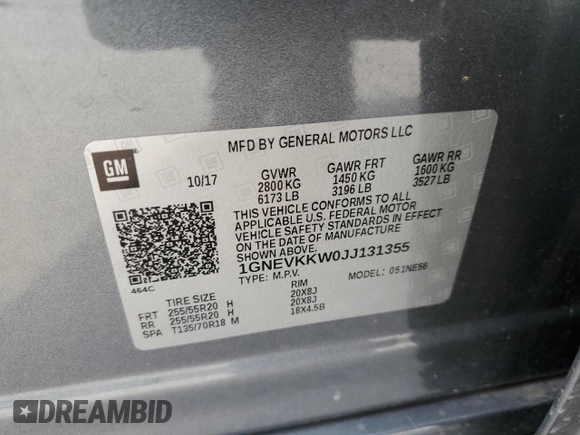 GM
MFD BY GENERAL MOTORS LLC
10/17
GVWR GAWR FRT GAWR RR
2800 KG 1450 KG 1600 KG
6173 LB 3196 LB 3527 LB
THIS VEHICLE CONFORMS TO ALL
APPLICABLE U.S. FEDERAL MOTOR
VEHICLE SAFETY STANDARDS IN EFFECT
ON THE DATE OF MANUFACTURE
SHOWN ABOVE.
1GNEVKKW0JJ131355
TYPE: M.P.V. MODEL: 051NE56
464C
TIRE SIZE RIM
FRT 255/55R20 H 20X8J
RR 255/55R20 H 20X8J
SPA T135/70R18 M 18X4.5B
DREAMBID